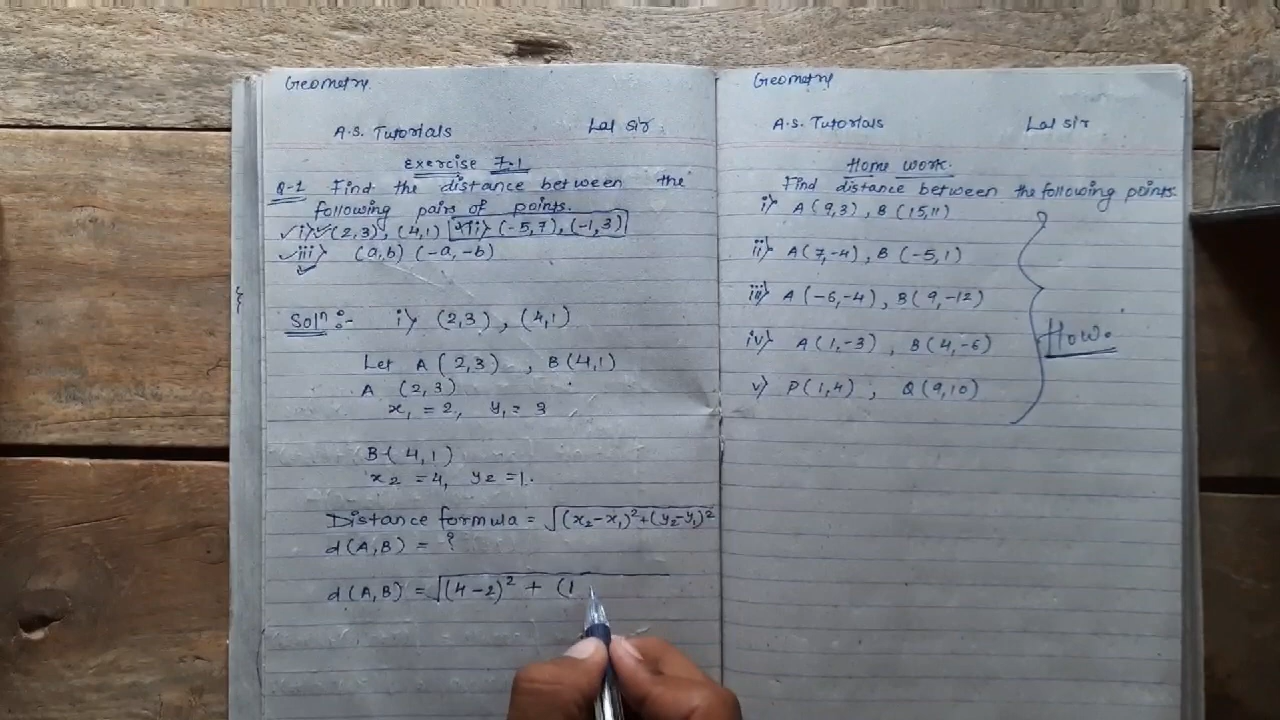 Geometry.
A.S. Tutorials Lal Sir
Exercise 7.1
Q-1 Find the distance between the
following pairs of points.
i) (2,3), (4,1) ii) (-5,7), (-1,3)
iii) (a,b) (-a,-b)
Solⁿ :- i) (2,3), (4,1)
Let A (2,3) , B(4,1)
A (2,3)
x₁ = 2, y₁ = 3
B(4,1)
x₂ = 4, y₂ = 1.
Distance formula = √(x₂-x₁)²+(y₂-y₁)²
d(A,B) = ?
d(A,B) = √(4-2)² + (1
Geometry
A.S. Tutorials Lal Sir
Home work.
Find distance between the following points.
i) A(9,3), B(15,11)
ii) A(7,-4), B(-5,1)
iii) A(-6,-4), B(9,-12)
iv) A(1,-3), B(4,-6)
v) P(1,4), Q(9,10)
H.w.